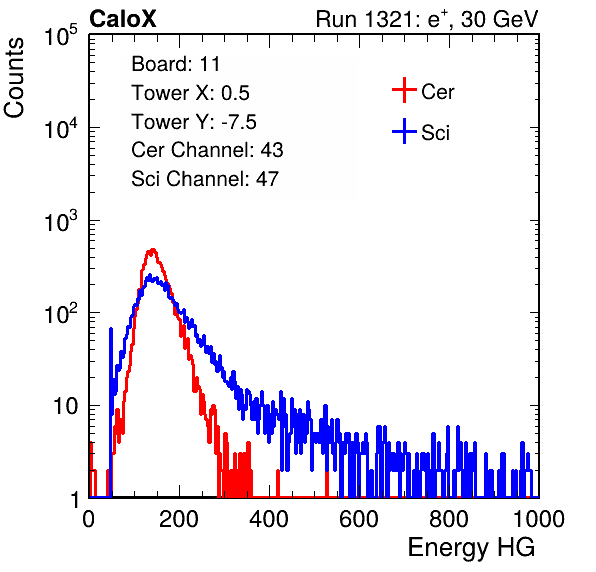 CaloX Run 1321: e⁺, 30 GeV
Counts
Board: 11
Tower X: 0.5
Tower Y: -7.5
Cer Channel: 43
Sci Channel: 47
Cer
Sci
10⁵
10⁴
10³
10²
10
1
0 200 400 600 800 1000
Energy HG